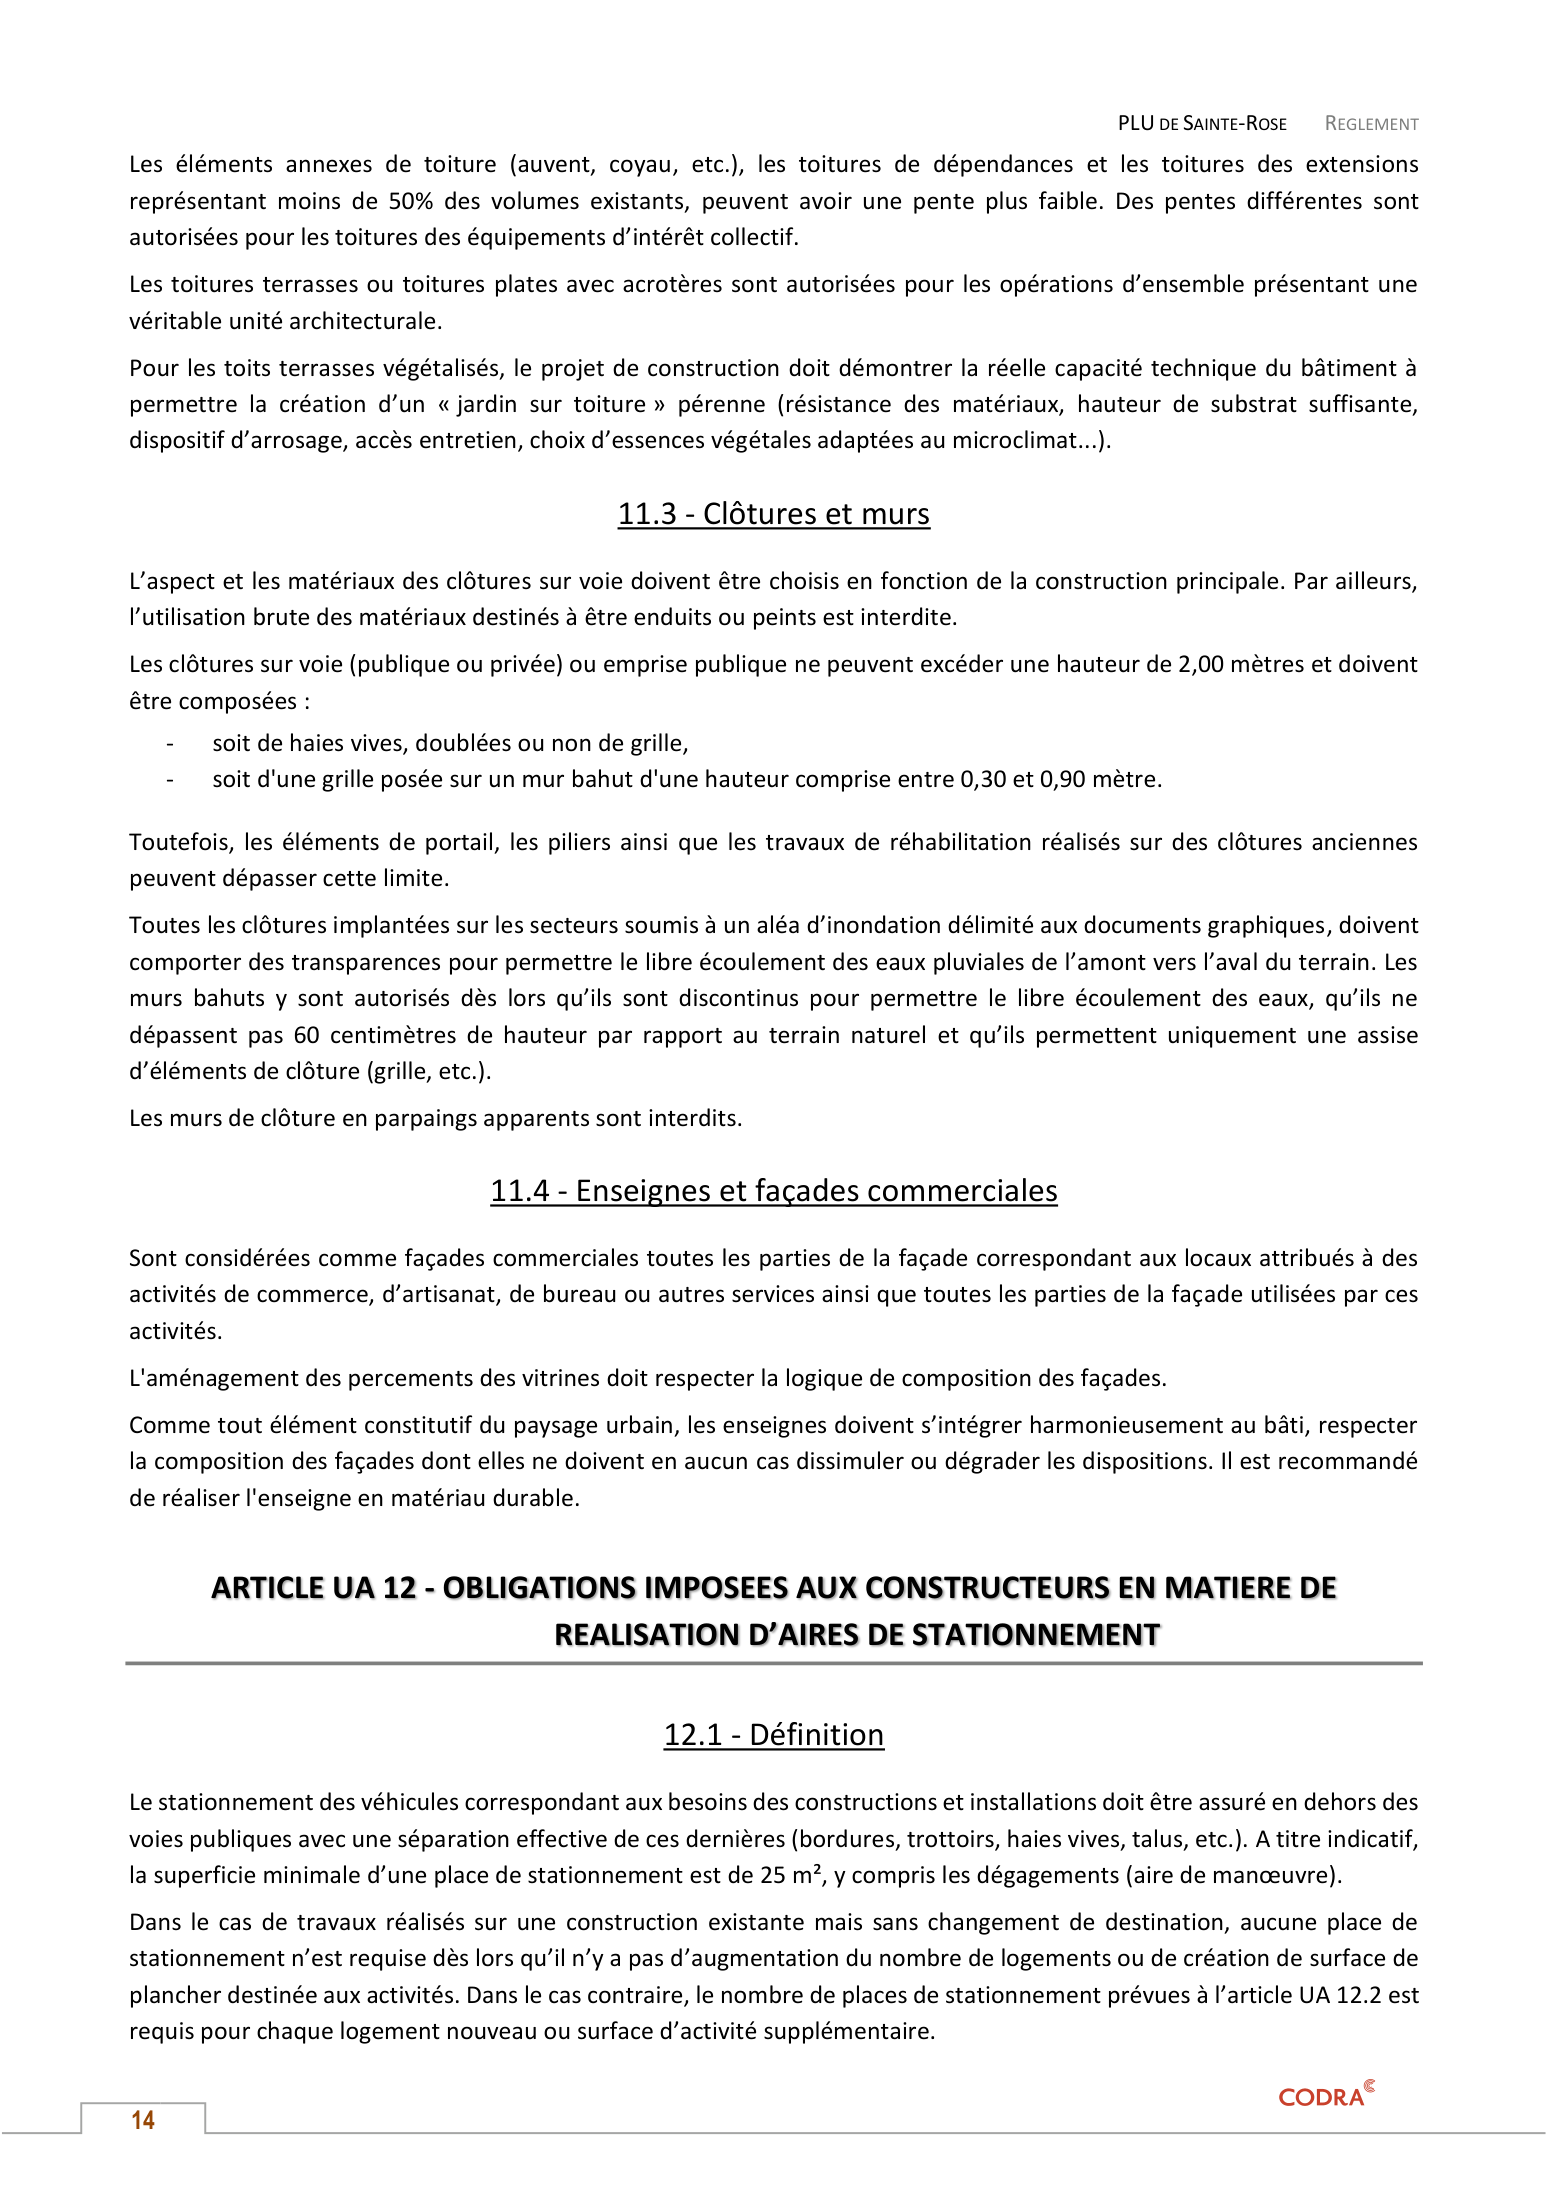 PLU DE SAINTE-ROSE REGLEMENT
Les éléments annexes de toiture (auvent, coyau, etc.), les toitures de dépendances et les toitures des extensions
représentant moins de 50% des volumes existants, peuvent avoir une pente plus faible. Des pentes différentes sont
autorisées pour les toitures des équipements d’intérêt collectif.
Les toitures terrasses ou toitures plates avec acrotères sont autorisées pour les opérations d’ensemble présentant une
véritable unité architecturale.
Pour les toits terrasses végétalisés, le projet de construction doit démontrer la réelle capacité technique du bâtiment à
permettre la création d’un « jardin sur toiture » pérenne (résistance des matériaux, hauteur de substrat suffisante,
dispositif d’arrosage, accès entretien, choix d’essences végétales adaptées au microclimat...).
11.3 - Clôtures et murs
L’aspect et les matériaux des clôtures sur voie doivent être choisis en fonction de la construction principale. Par ailleurs,
l’utilisation brute des matériaux destinés à être enduits ou peints est interdite.
Les clôtures sur voie (publique ou privée) ou emprise publique ne peuvent excéder une hauteur de 2,00 mètres et doivent
être composées :
- soit de haies vives, doublées ou non de grille,
- soit d'une grille posée sur un mur bahut d'une hauteur comprise entre 0,30 et 0,90 mètre.
Toutefois, les éléments de portail, les piliers ainsi que les travaux de réhabilitation réalisés sur des clôtures anciennes
peuvent dépasser cette limite.
Toutes les clôtures implantées sur les secteurs soumis à un aléa d’inondation délimité aux documents graphiques, doivent
comporter des transparences pour permettre le libre écoulement des eaux pluviales de l’amont vers l’aval du terrain. Les
murs bahuts y sont autorisés dès lors qu’ils sont discontinus pour permettre le libre écoulement des eaux, qu’ils ne
dépassent pas 60 centimètres de hauteur par rapport au terrain naturel et qu’ils permettent uniquement une assise
d’éléments de clôture (grille, etc.).
Les murs de clôture en parpaings apparents sont interdits.
11.4 - Enseignes et façades commerciales
Sont considérées comme façades commerciales toutes les parties de la façade correspondant aux locaux attribués à des
activités de commerce, d’artisanat, de bureau ou autres services ainsi que toutes les parties de la façade utilisées par ces
activités.
L'aménagement des percements des vitrines doit respecter la logique de composition des façades.
Comme tout élément constitutif du paysage urbain, les enseignes doivent s’intégrer harmonieusement au bâti, respecter
la composition des façades dont elles ne doivent en aucun cas dissimuler ou dégrader les dispositions. Il est recommandé
de réaliser l'enseigne en matériau durable.
ARTICLE UA 12 - OBLIGATIONS IMPOSEES AUX CONSTRUCTEURS EN MATIERE DE
REALISATION D’AIRES DE STATIONNEMENT
12.1 - Définition
Le stationnement des véhicules correspondant aux besoins des constructions et installations doit être assuré en dehors des
voies publiques avec une séparation effective de ces dernières (bordures, trottoirs, haies vives, talus, etc.). A titre indicatif,
la superficie minimale d’une place de stationnement est de 25 m², y compris les dégagements (aire de manœuvre).
Dans le cas de travaux réalisés sur une construction existante mais sans changement de destination, aucune place de
stationnement n’est requise dès lors qu’il n’y a pas d’augmentation du nombre de logements ou de création de surface de
plancher destinée aux activités. Dans le cas contraire, le nombre de places de stationnement prévues à l’article UA 12.2 est
requis pour chaque logement nouveau ou surface d’activité supplémentaire.
CODRA
14